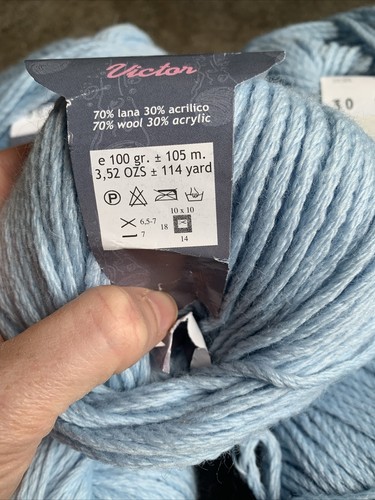 Victor
70% lana 30% acrilico
70% wool 30% acrylic
e 100 gr. ± 105 m.
3,52 OZS ± 114 yard
P
10 x 10
6,5-7
18
7
14
30